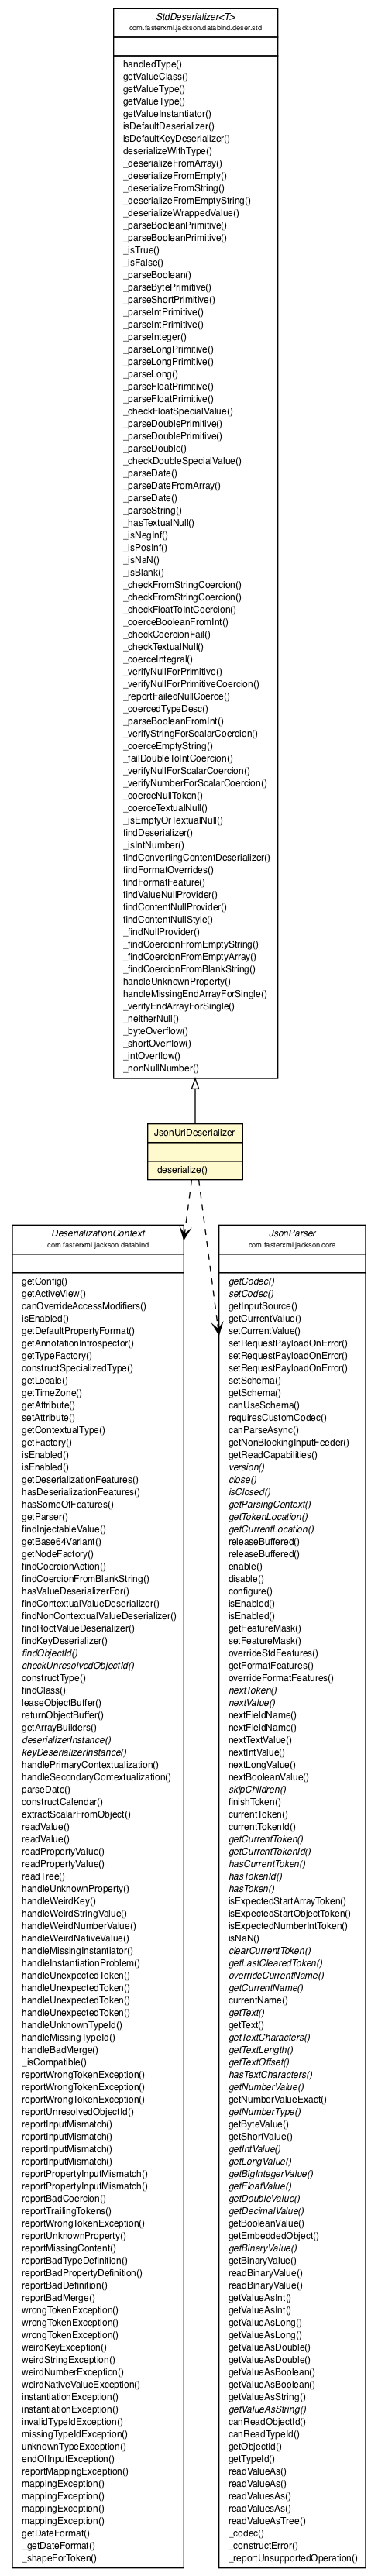 StdDeserializer<T>
com.fasterxml.jackson.databind.deser.std
handledType()
getValueClass()
getValueType()
getValueType()
getValueInstantiator()
isDefaultDeserializer()
isDefaultKeyDeserializer()
deserializeWithType()
_deserializeFromArray()
_deserializeFromEmpty()
_deserializeFromString()
_deserializeFromEmptyString()
_deserializeWrappedValue()
_parseBooleanPrimitive()
_parseBooleanPrimitive()
_isTrue()
_isFalse()
_parseBoolean()
_parseBytePrimitive()
_parseShortPrimitive()
_parseIntPrimitive()
_parseIntPrimitive()
_parseInteger()
_parseLongPrimitive()
_parseLongPrimitive()
_parseLong()
_parseFloatPrimitive()
_parseFloatPrimitive()
_checkFloatSpecialValue()
_parseDoublePrimitive()
_parseDoublePrimitive()
_parseDouble()
_checkDoubleSpecialValue()
_parseDate()
_parseDateFromArray()
_parseDate()
_parseString()
_hasTextualNull()
_isNegInf()
_isPosInf()
_isNaN()
_isBlank()
_checkFromStringCoercion()
_checkFromStringCoercion()
_checkFloatToIntCoercion()
_coerceBooleanFromInt()
_checkCoercionFail()
_checkTextualNull()
_coerceIntegral()
_verifyNullForPrimitive()
_verifyNullForPrimitiveCoercion()
_reportFailedNullCoerce()
_coercedTypeDesc()
_parseBooleanFromInt()
_verifyStringForScalarCoercion()
_coerceEmptyString()
_failDoubleToIntCoercion()
_verifyNullForScalarCoercion()
_verifyNumberForScalarCoercion()
_coerceNullToken()
_coerceTextualNull()
_isEmptyOrTextualNull()
findDeserializer()
_isIntNumber()
findConvertingContentDeserializer()
findFormatOverrides()
findFormatFeature()
findValueNullProvider()
findContentNullProvider()
findContentNullStyle()
_findNullProvider()
_findCoercionFromEmptyString()
_findCoercionFromEmptyArray()
_findCoercionFromBlankString()
handleUnknownProperty()
handleMissingEndArrayForSingle()
_verifyEndArrayForSingle()
_neitherNull()
_byteOverflow()
_shortOverflow()
_intOverflow()
_nonNullNumber()
JsonUriDeserializer
deserialize()
DeserializationContext
com.fasterxml.jackson.databind
getConfig()
getActiveView()
canOverrideAccessModifiers()
isEnabled()
getDefaultPropertyFormat()
getAnnotationIntrospector()
getTypeFactory()
constructSpecializedType()
getLocale()
getTimeZone()
getAttribute()
setAttribute()
getContextualType()
getFactory()
isEnabled()
isEnabled()
getDeserializationFeatures()
hasDeserializationFeatures()
hasSomeOfFeatures()
getParser()
findInjectableValue()
getBase64Variant()
getNodeFactory()
findCoercionAction()
findCoercionFromBlankString()
hasValueDeserializerFor()
findContextualValueDeserializer()
findNonContextualValueDeserializer()
findRootValueDeserializer()
findKeyDeserializer()
findObjectId()
checkUnresolvedObjectId()
constructType()
findClass()
leaseObjectBuffer()
returnObjectBuffer()
getArrayBuilders()
deserializerInstance()
keyDeserializerInstance()
handlePrimaryContextualization()
handleSecondaryContextualization()
parseDate()
constructCalendar()
extractScalarFromObject()
readValue()
readValue()
readPropertyValue()
readPropertyValue()
readTree()
handleUnknownProperty()
handleWeirdKey()
handleWeirdStringValue()
handleWeirdNumberValue()
handleWeirdNativeValue()
handleMissingInstantiator()
handleInstantiationProblem()
handleUnexpectedToken()
handleUnexpectedToken()
handleUnexpectedToken()
handleUnexpectedToken()
handleUnknownTypeId()
handleMissingTypeId()
handleBadMerge()
_isCompatible()
reportWrongTokenException()
reportWrongTokenException()
reportWrongTokenException()
reportUnresolvedObjectId()
reportInputMismatch()
reportInputMismatch()
reportInputMismatch()
reportInputMismatch()
reportPropertyInputMismatch()
reportPropertyInputMismatch()
reportBadCoercion()
reportTrailingTokens()
reportWrongTokenException()
reportUnknownProperty()
reportMissingContent()
reportBadTypeDefinition()
reportBadPropertyDefinition()
reportBadDefinition()
reportBadMerge()
wrongTokenException()
wrongTokenException()
wrongTokenException()
weirdKeyException()
weirdStringException()
weirdNumberException()
weirdNativeValueException()
instantiationException()
instantiationException()
invalidTypeIdException()
missingTypeIdException()
unknownTypeException()
endOfInputException()
reportMappingException()
mappingException()
mappingException()
mappingException()
mappingException()
getDateFormat()
_getDateFormat()
_shapeForToken()
JsonParser
com.fasterxml.jackson.core
getCodec()
setCodec()
getInputSource()
getCurrentValue()
setCurrentValue()
setRequestPayloadOnError()
setRequestPayloadOnError()
setRequestPayloadOnError()
setSchema()
getSchema()
canUseSchema()
requiresCustomCodec()
canParseAsync()
getNonBlockingInputFeeder()
getReadCapabilities()
version()
close()
isClosed()
getParsingContext()
getTokenLocation()
getCurrentLocation()
releaseBuffered()
releaseBuffered()
enable()
disable()
configure()
isEnabled()
isEnabled()
getFeatureMask()
setFeatureMask()
overrideStdFeatures()
getFormatFeatures()
overrideFormatFeatures()
nextToken()
nextValue()
nextFieldName()
nextFieldName()
nextTextValue()
nextIntValue()
nextLongValue()
nextBooleanValue()
skipChildren()
finishToken()
currentToken()
currentTokenId()
getCurrentToken()
getCurrentTokenId()
hasCurrentToken()
hasTokenId()
hasToken()
isExpectedStartArrayToken()
isExpectedStartObjectToken()
isExpectedNumberIntToken()
isNaN()
clearCurrentToken()
getLastClearedToken()
overrideCurrentName()
getCurrentName()
currentName()
getText()
getText()
getTextCharacters()
getTextLength()
getTextOffset()
hasTextCharacters()
getNumberValue()
getNumberValueExact()
getNumberType()
getByteValue()
getShortValue()
getIntValue()
getLongValue()
getBigIntegerValue()
getFloatValue()
getDoubleValue()
getDecimalValue()
getBooleanValue()
getEmbeddedObject()
getBinaryValue()
getBinaryValue()
readBinaryValue()
readBinaryValue()
getValueAsInt()
getValueAsInt()
getValueAsLong()
getValueAsLong()
getValueAsDouble()
getValueAsDouble()
getValueAsBoolean()
getValueAsBoolean()
getValueAsString()
getValueAsString()
canReadObjectId()
canReadTypeId()
getObjectId()
getTypeId()
readValueAs()
readValueAs()
readValuesAs()
readValuesAs()
readValueAsTree()
_codec()
_constructError()
_reportUnsupportedOperation()